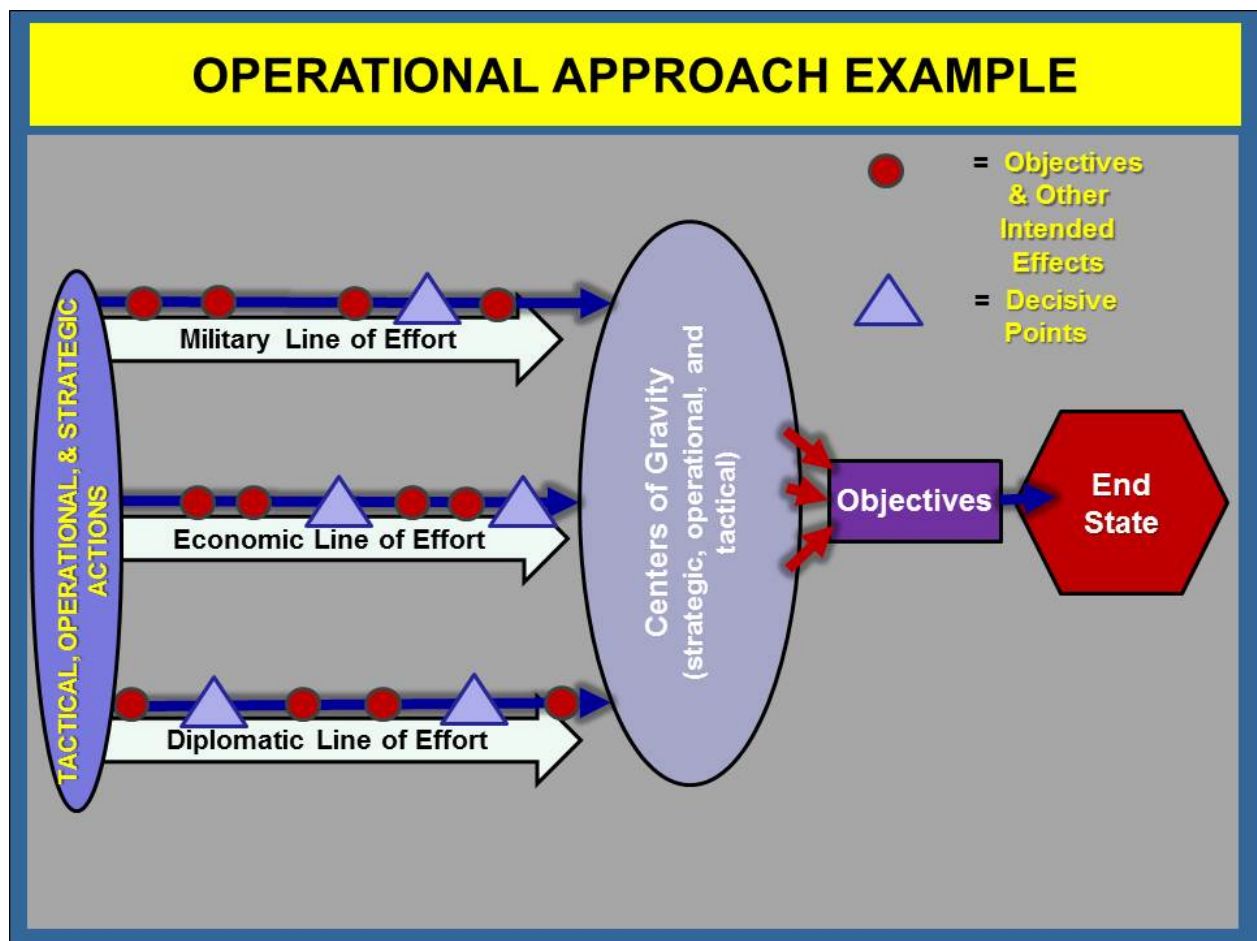 OPERATIONAL APPROACH EXAMPLE
= Objectives
& Other
Intended
Effects
= Decisive
Points
TACTICAL, OPERATIONAL, & STRATEGIC
ACTIONS
Military Line of Effort
Economic Line of Effort
Diplomatic Line of Effort
Centers of Gravity
(strategic, operational, and
tactical)
Objectives
End
State